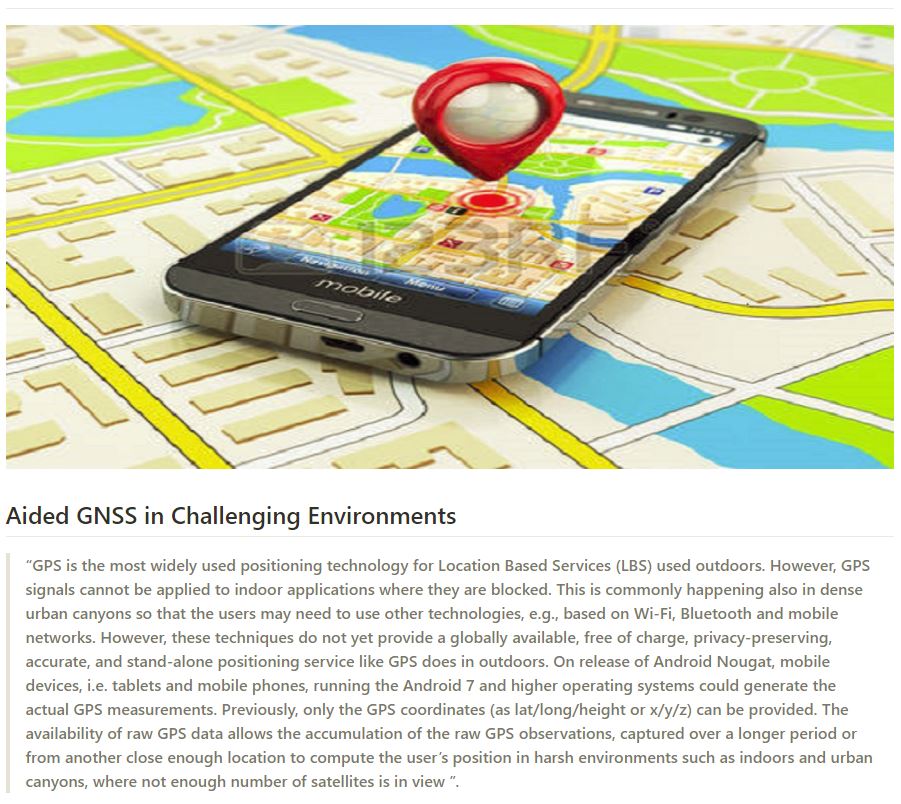 Navigation
Menu
mobile
Aided GNSS in Challenging Environments
“GPS is the most widely used positioning technology for Location Based Services (LBS) used outdoors. However, GPS
signals cannot be applied to indoor applications where they are blocked. This is commonly happening also in dense
urban canyons so that the users may need to use other technologies, e.g., based on Wi-Fi, Bluetooth and mobile
networks. However, these techniques do not yet provide a globally available, free of charge, privacy-preserving,
accurate, and stand-alone positioning service like GPS does in outdoors. On release of Android Nougat, mobile
devices, i.e. tablets and mobile phones, running the Android 7 and higher operating systems could generate the
actual GPS measurements. Previously, only the GPS coordinates (as lat/long/height or x/y/z) can be provided. The
availability of raw GPS data allows the accumulation of the raw GPS observations, captured over a longer period or
from another close enough location to compute the user’s position in harsh environments such as indoors and urban
canyons, where not enough number of satellites is in view ”.